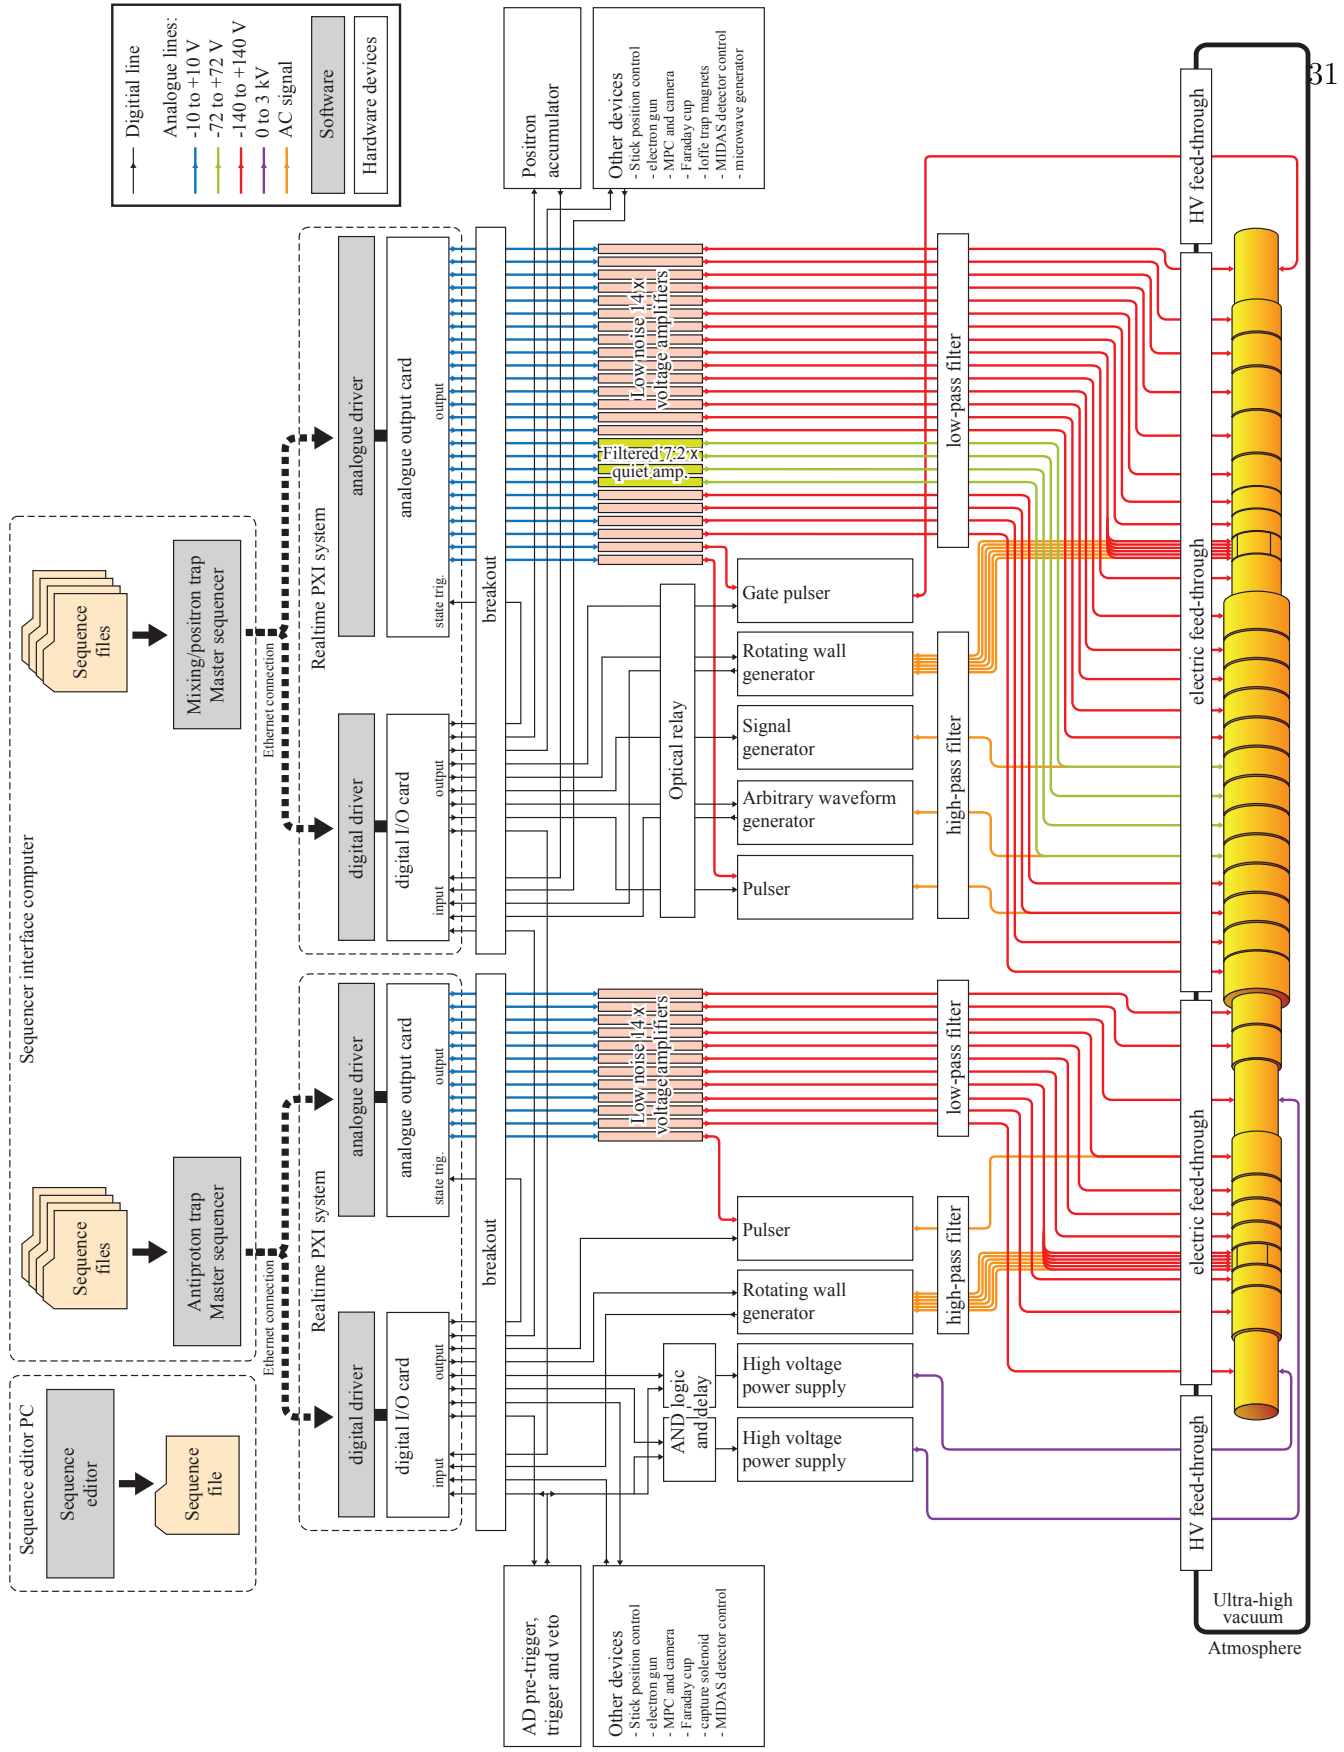 31
Digitial line
Analogue lines:
-10 to +10 V
-72 to +72 V
-140 to +140 V
0 to 3 kV
AC signal
Software
Hardware devices
Sequence editor PC
Sequence
editor
Sequence
file
Sequencer interface computer
Sequence
files
Antiproton trap
Master sequencer
Sequence
files
Mixing/positron trap
Master sequencer
Ethernet connection
Ethernet connection
Realtime PXI system
digital driver
digital I/O card
input
output
analogue driver
analogue output card
state trig.
output
Realtime PXI system
digital driver
digital I/O card
input
output
analogue driver
analogue output card
state trig.
output
breakout
breakout
AD pre-trigger,
trigger and veto
Other devices
- Stick position control
- electron gun
- MPC and camera
- Faraday cup
- capture solenoid
- MIDAS detector control
Positron
accumulator
Other devices
- Stick position control
- electron gun
- MPC and camera
- Faraday cup
- Ioffe trap magnets
- MIDAS detector control
- microwave generator
Low noise 14 x
voltage amplifiers
Filtered 7.2 x
quiet amp.
Low noise 14 x
voltage amplifiers
AND logic
and delay
Optical relay
High voltage
power supply
High voltage
power supply
Rotating wall
generator
Pulser
Pulser
Arbitrary waveform
generator
Signal
generator
Rotating wall
generator
Gate pulser
high-pass filter
low-pass filter
high-pass filter
low-pass filter
HV feed-through
electric feed-through
electric feed-through
HV feed-through
Ultra-high
vacuum
Atmosphere